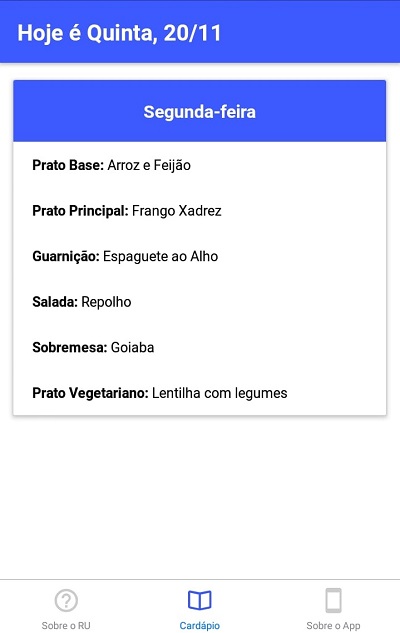 Hoje é Quinta, 20/11
Segunda-feira
Prato Base: Arroz e Feijão
Prato Principal: Frango Xadrez
Guarnição: Espaguete ao Alho
Salada: Repolho
Sobremesa: Goiaba
Prato Vegetariano: Lentilha com legumes
Sobre o RU
Cardápio
Sobre o App